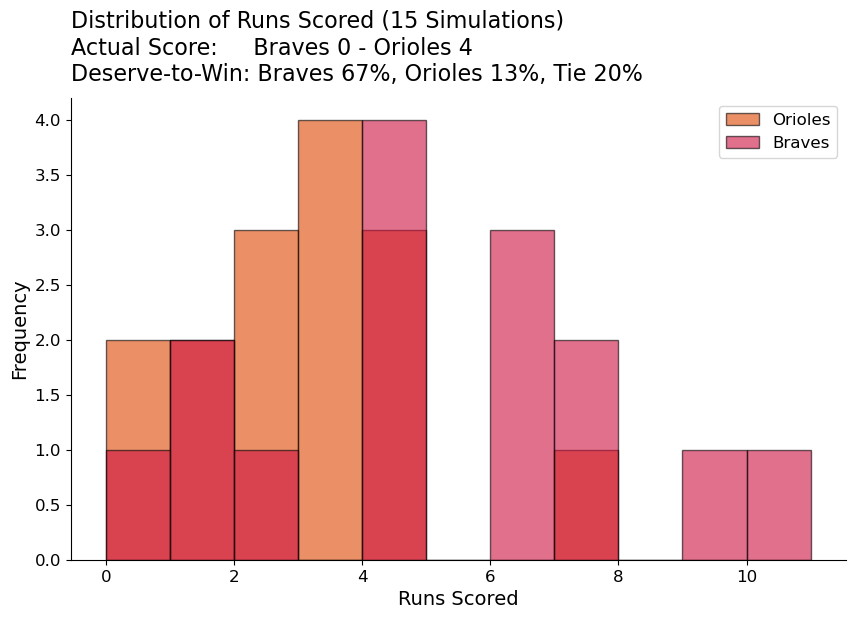 Distribution of Runs Scored (15 Simulations)
Actual Score:     Braves 0 - Orioles 4
Deserve-to-Win: Braves 67%, Orioles 13%, Tie 20%
Orioles
Braves
4.0
3.5
3.0
2.5
2.0
1.5
1.0
0.5
0.0
Frequency
0 2 4 6 8 10
Runs Scored